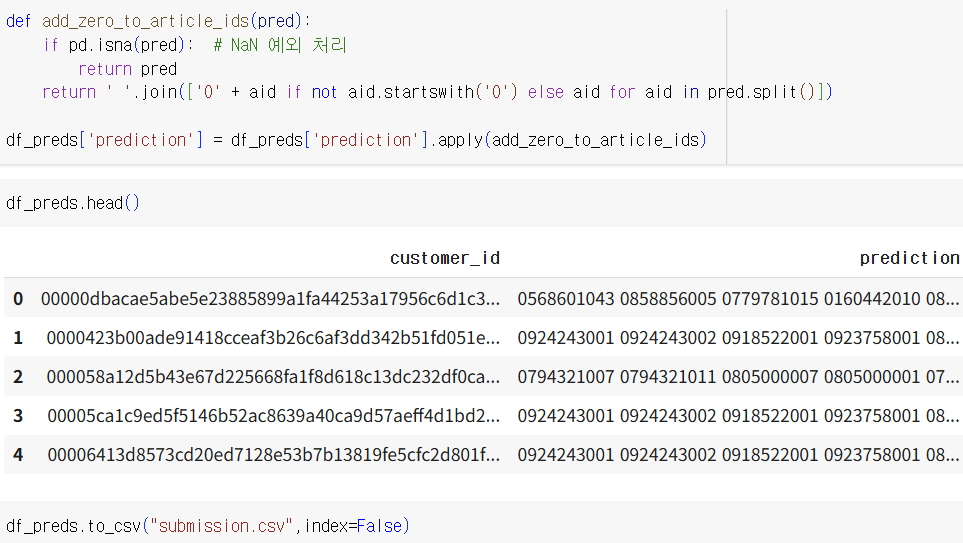 def add_zero_to_article_ids(pred):
    if pd.isna(pred):  # NaN 예외 처리
        return pred
    return ' '.join(['0' + aid if not aid.startswith('0') else aid for aid in pred.split()])
df_preds['prediction'] = df_preds['prediction'].apply(add_zero_to_article_ids)
df_preds.head()
customer_id prediction
0 00000dbacae5abe5e23885899a1fa44253a17956c6d1c3... 0568601043 0858856005 0779781015 0160442010 08...
1 0000423b00ade91418cceaf3b26c6af3dd342b51fd051e... 0924243001 0924243002 0918522001 0923758001 08...
2 000058a12d5b43e67d225668fa1f8d618c13dc232df0ca... 0794321007 0794321011 0805000007 0805000001 07...
3 00005ca1c9ed5f5146b52ac8639a40ca9d57aeff4d1bd2... 0924243001 0924243002 0918522001 0923758001 08...
4 00006413d8573cd20ed7128e53b7b13819fe5cfc2d801f... 0924243001 0924243002 0918522001 0923758001 08...
df_preds.to_csv("submission.csv",index=False)